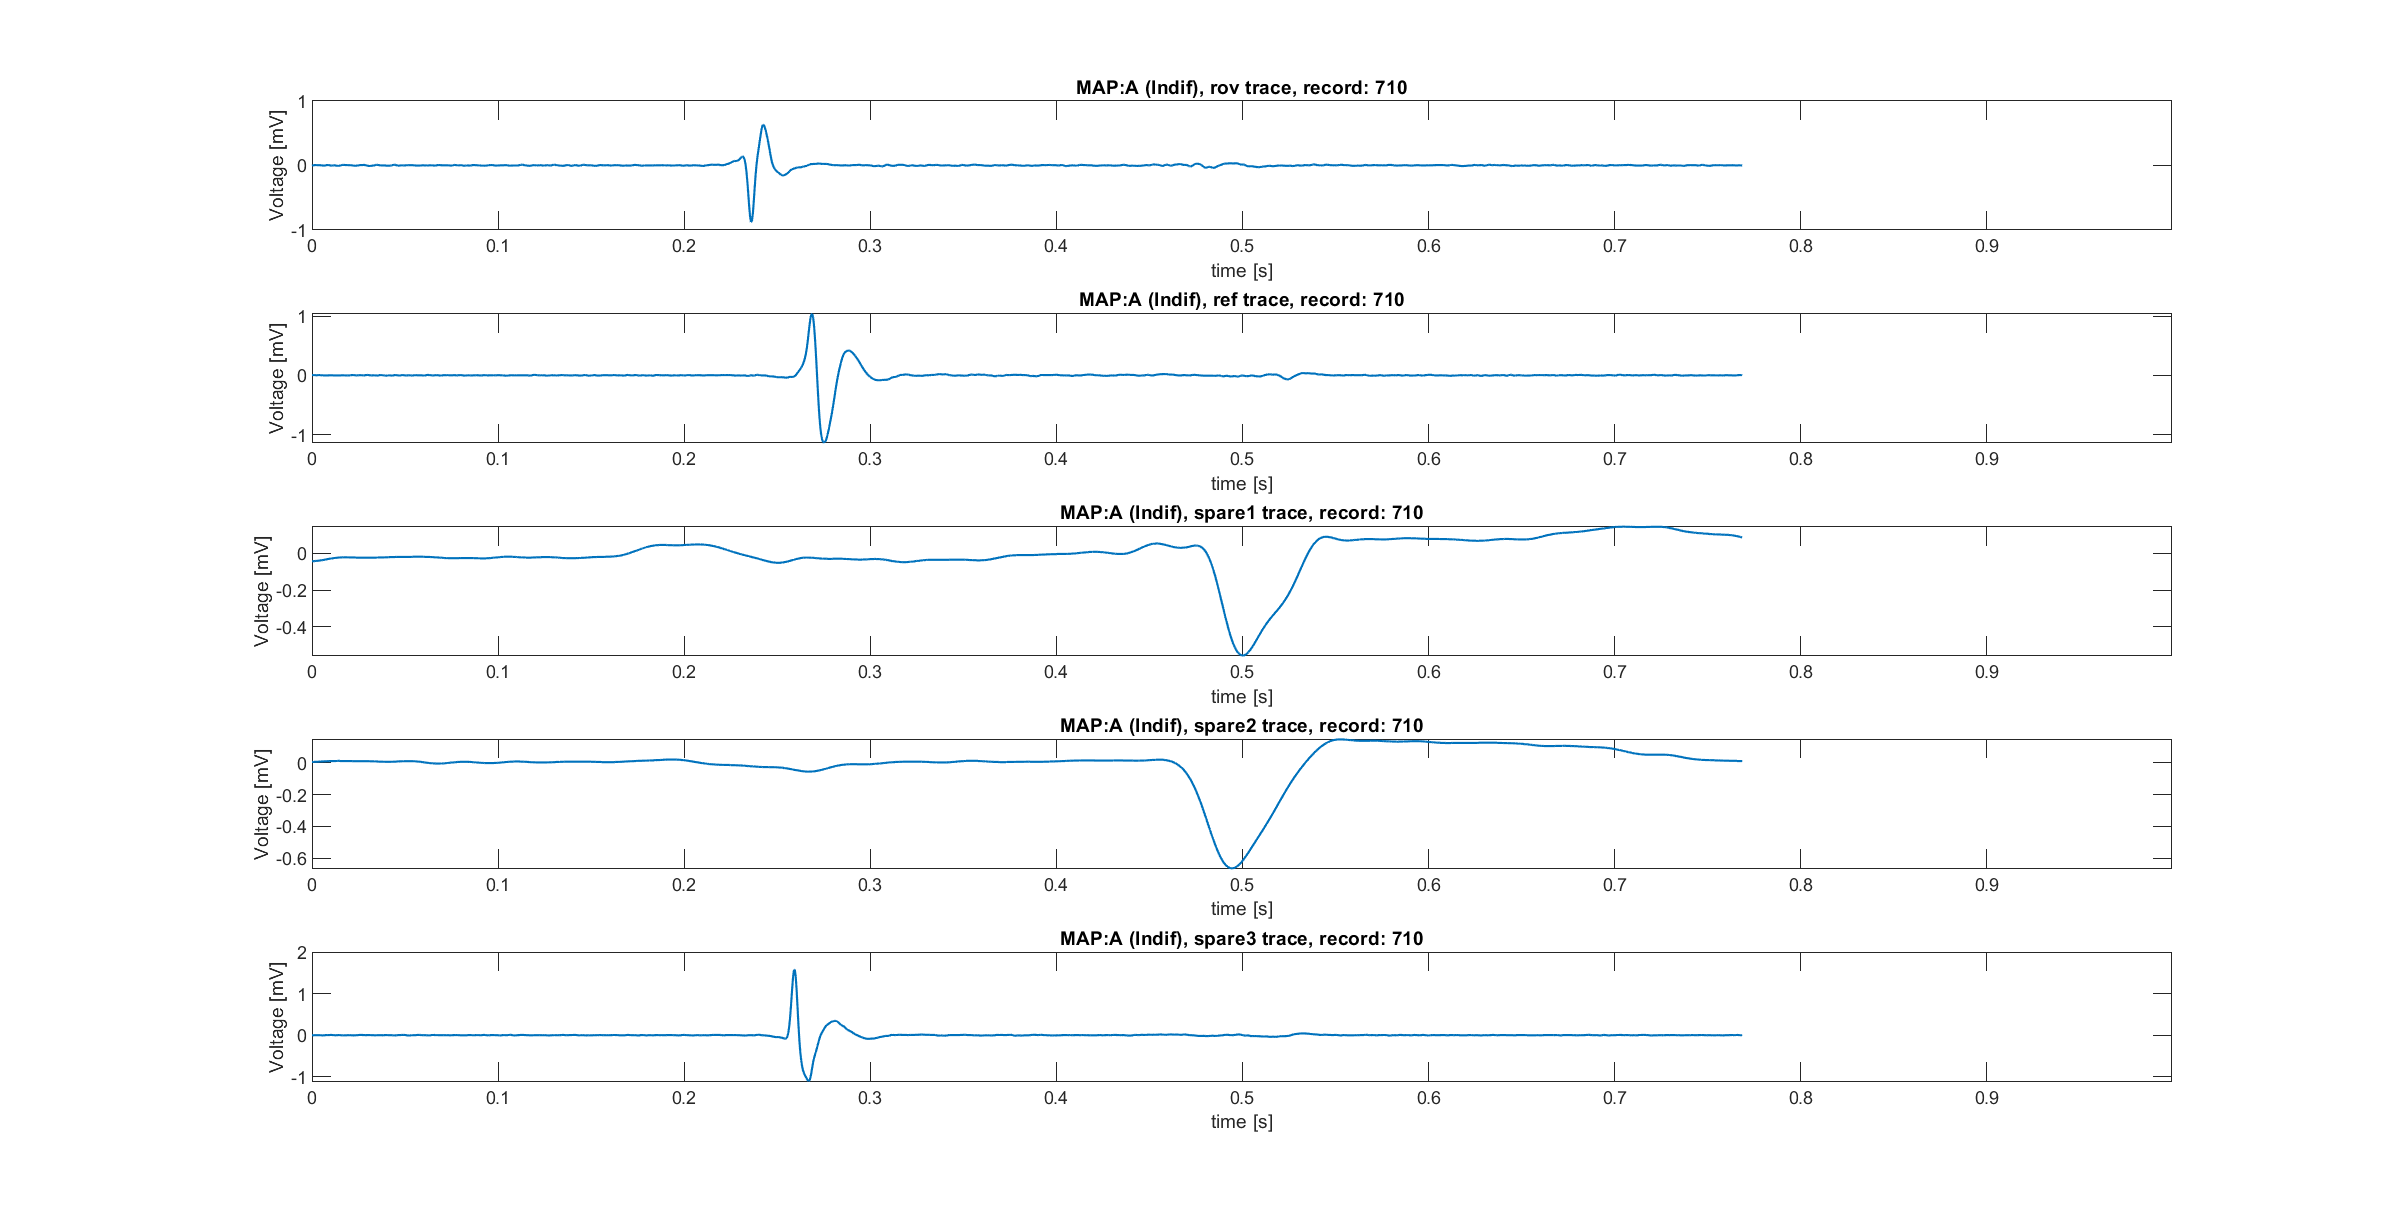 MAP:A (Indif), rov trace, record: 710
Voltage [mV]
1
0
-1
0 0.1 0.2 0.3 0.4 0.5 0.6 0.7 0.8 0.9
time [s]
MAP:A (Indif), ref trace, record: 710
Voltage [mV]
1
0
-1
0 0.1 0.2 0.3 0.4 0.5 0.6 0.7 0.8 0.9
time [s]
MAP:A (Indif), spare1 trace, record: 710
Voltage [mV]
0
-0.2
-0.4
0 0.1 0.2 0.3 0.4 0.5 0.6 0.7 0.8 0.9
time [s]
MAP:A (Indif), spare2 trace, record: 710
Voltage [mV]
0
-0.2
-0.4
-0.6
0 0.1 0.2 0.3 0.4 0.5 0.6 0.7 0.8 0.9
time [s]
MAP:A (Indif), spare3 trace, record: 710
Voltage [mV]
2
1
0
-1
0 0.1 0.2 0.3 0.4 0.5 0.6 0.7 0.8 0.9
time [s]